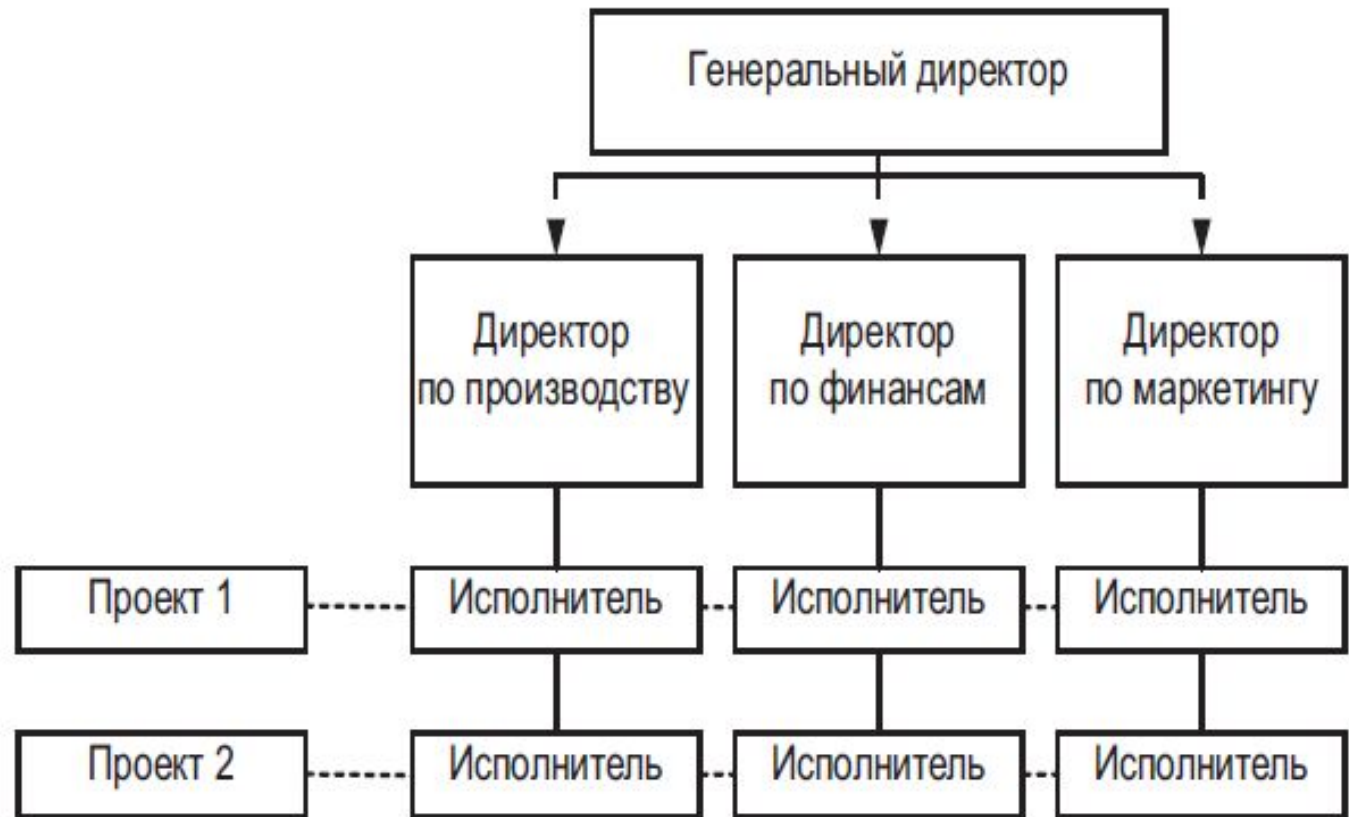 Генеральный директор
Директор
по производству
Директор
по финансам
Директор
по маркетингу
Проект 1
Исполнитель
Исполнитель
Исполнитель
Проект 2
Исполнитель
Исполнитель
Исполнитель